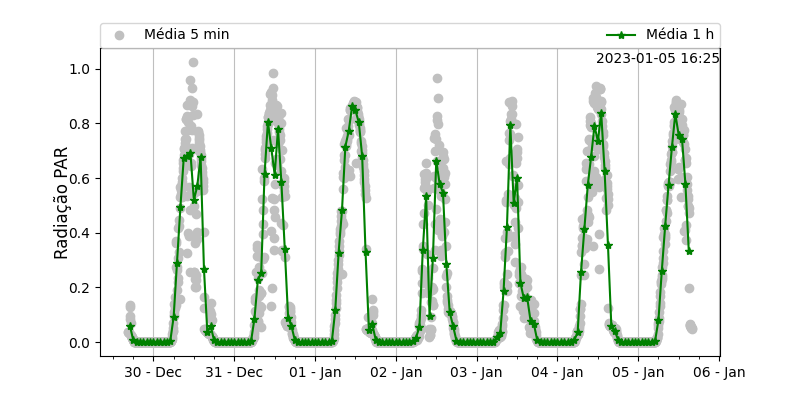 Média 5 min
Média 1 h
2023-01-05 16:25
Radiação PAR
1.0
0.8
0.6
0.4
0.2
0.0
30 - Dec
31 - Dec
01 - Jan
02 - Jan
03 - Jan
04 - Jan
05 - Jan
06 - Jan